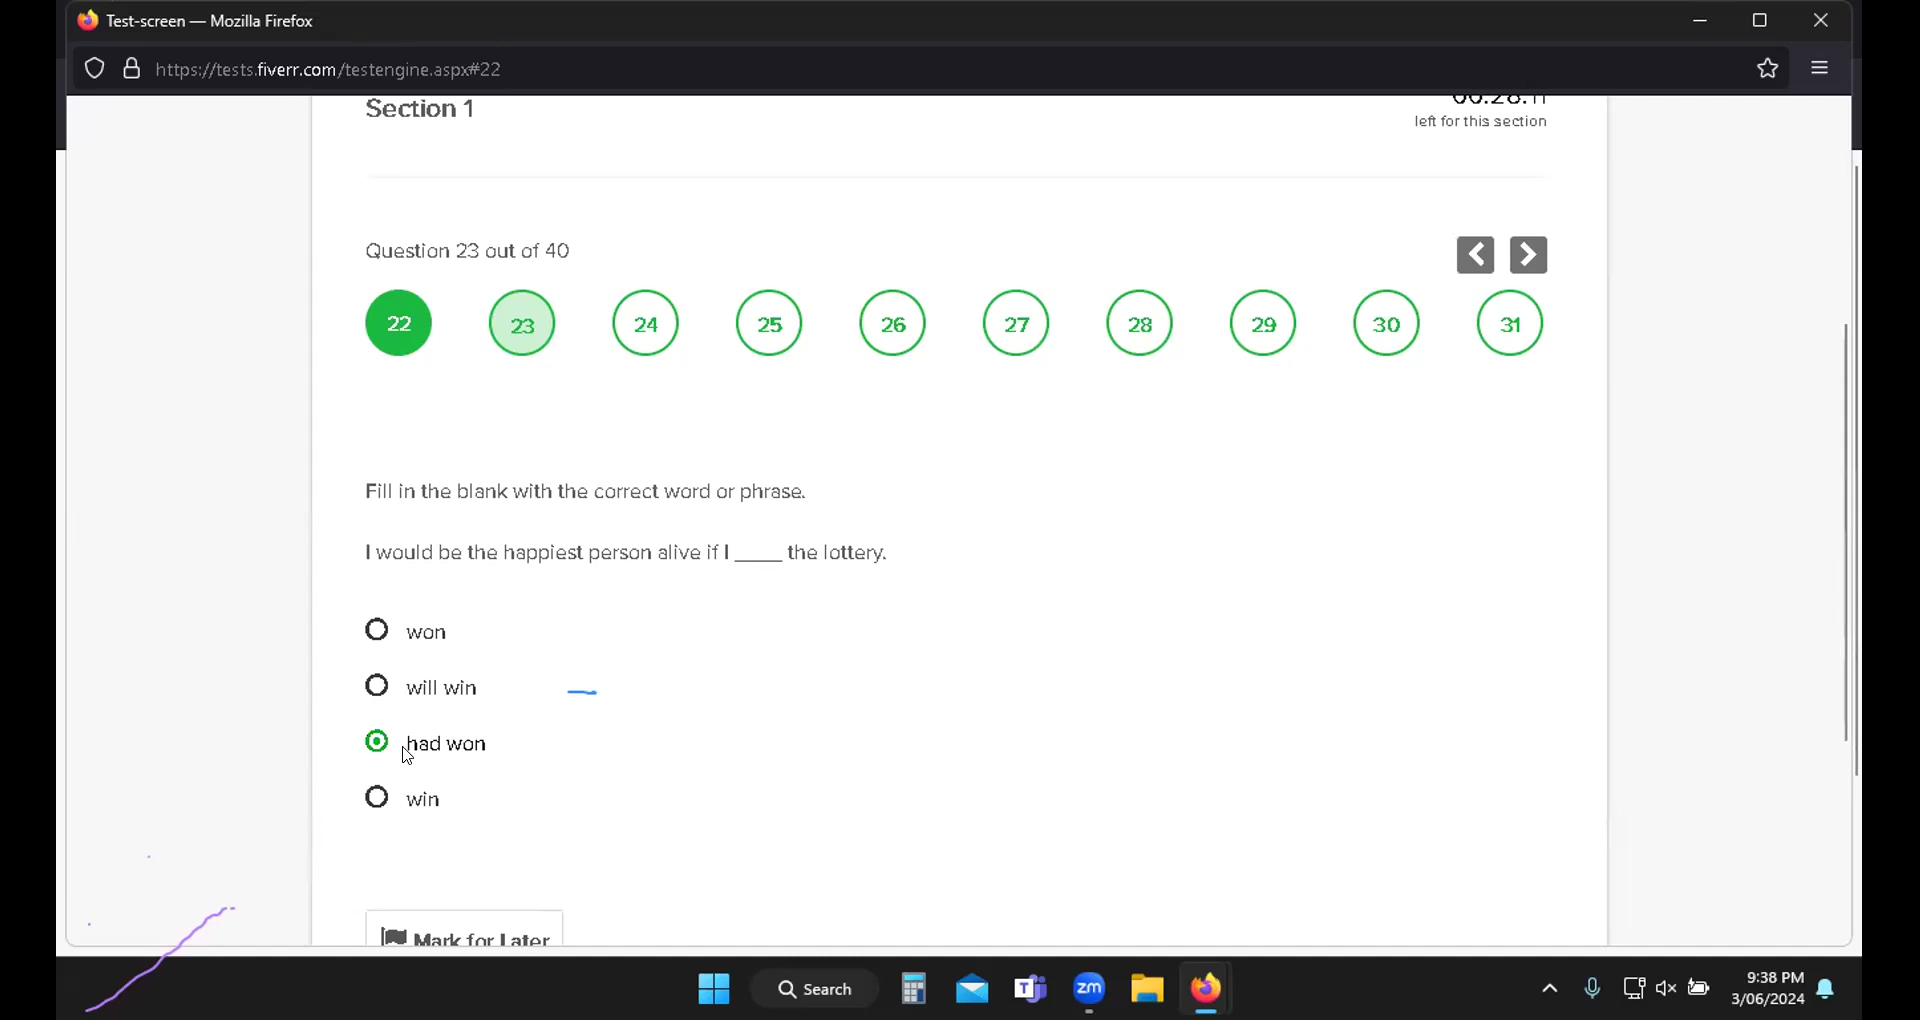 Test-screen — Mozilla Firefox
https://tests.fiverr.com/testengine.aspx#22
Section 1
left for this section
Question 23 out of 40
22 23 24 25 26 27 28 29 30 31
Fill in the blank with the correct word or phrase.
I would be the happiest person alive if I _____ the lottery.
won
will win
had won
win
Mark for Later
Search
T
zm
9:38 PM
3/06/2024